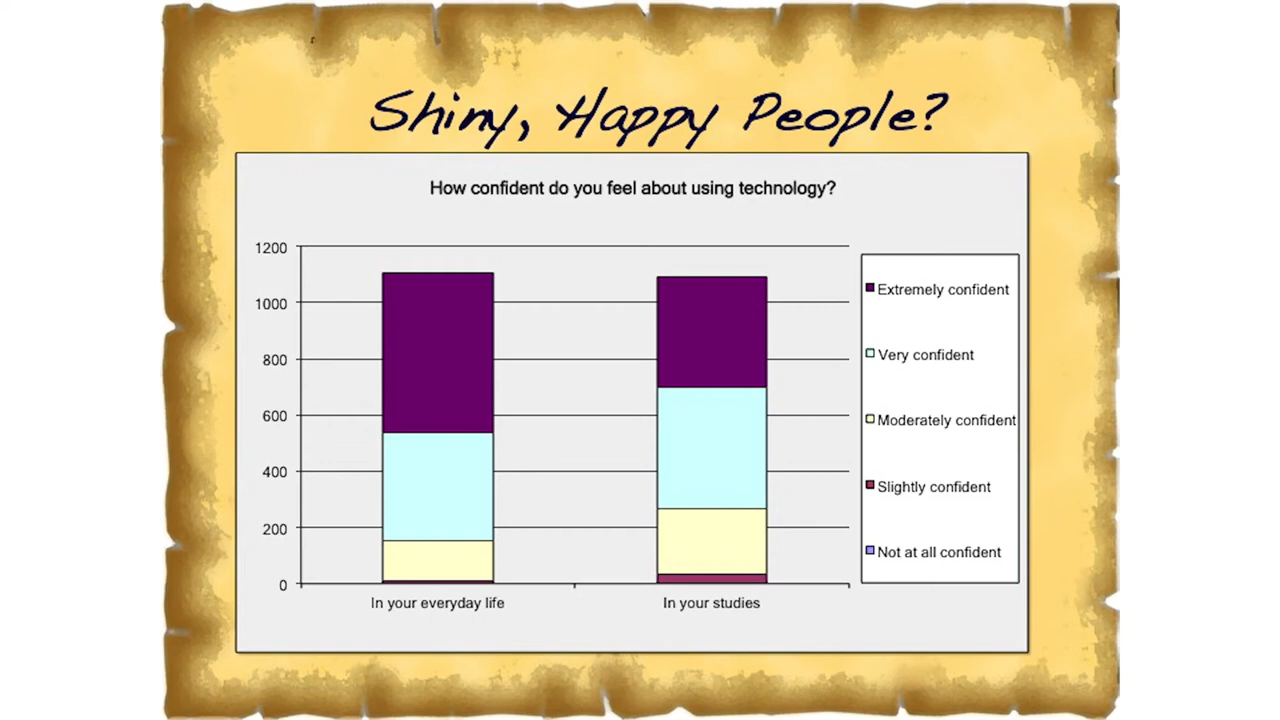 Shiny, Happy People?
How confident do you feel about using technology?
1200
1000
800
600
400
200
0
In your everyday life
In your studies
Extremely confident
Very confident
Moderately confident
Slightly confident
Not at all confident